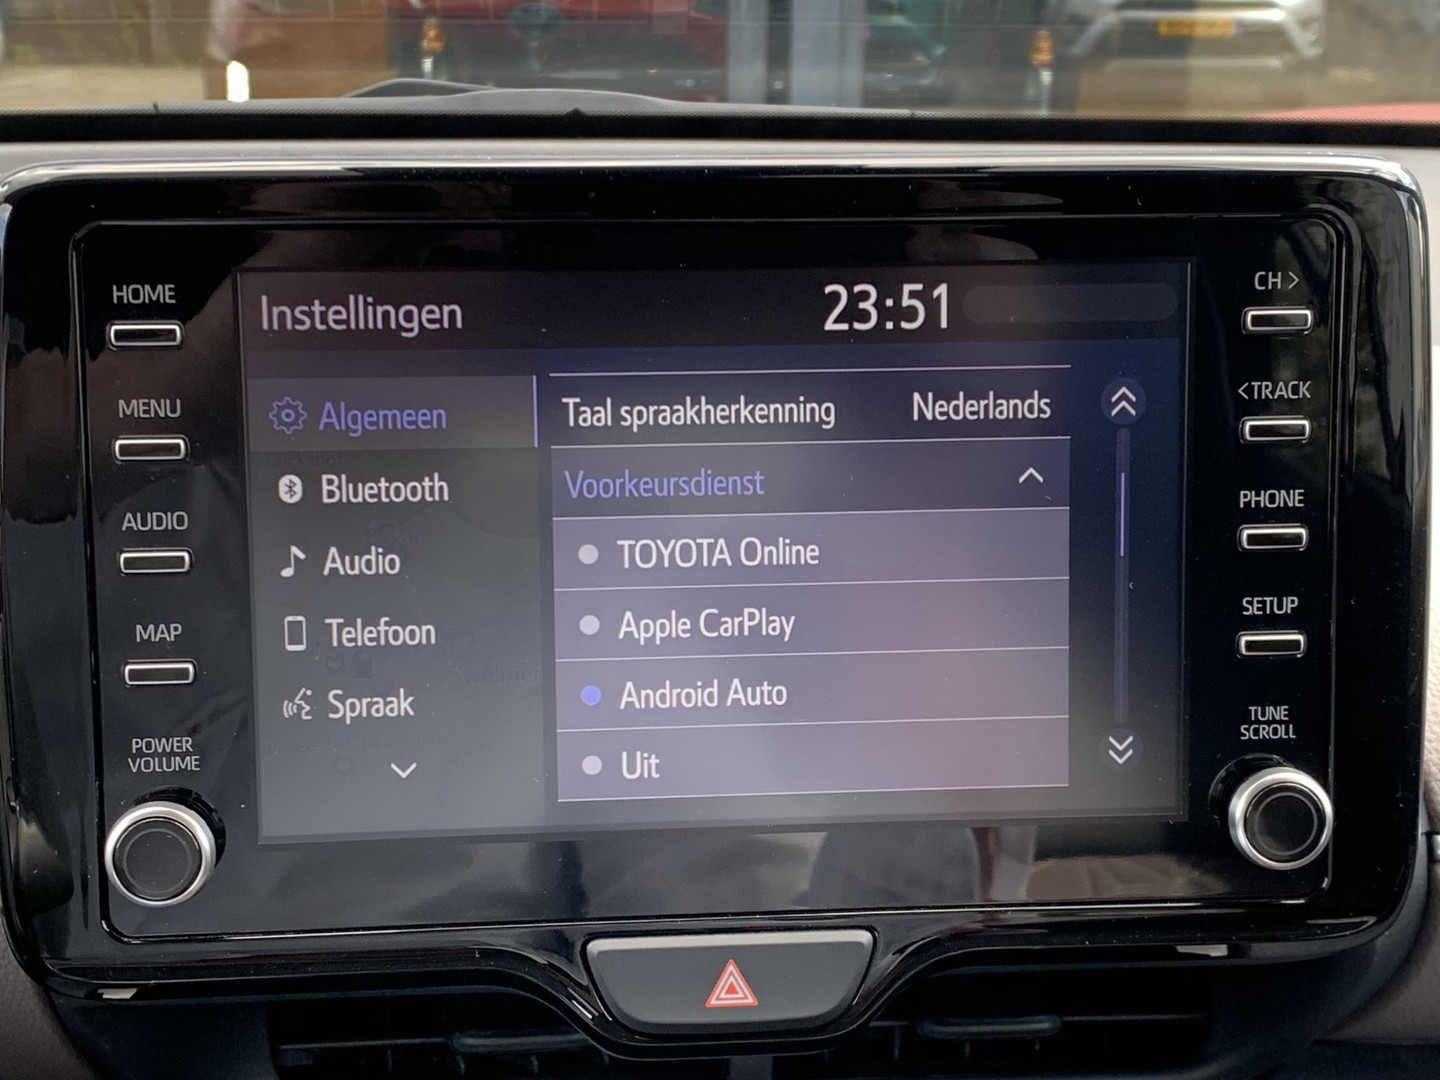 HOME
MENU
AUDIO
MAP
POWER
VOLUME
Instellingen
23:51
Algemeen
Bluetooth
Audio
Telefoon
Spraak
Taal spraakherkenning Nederlands
Voorkeursdienst
TOYOTA Online
Apple CarPlay
Android Auto
Uit
CH >
< TRACK
PHONE
SETUP
TUNE
SCROLL